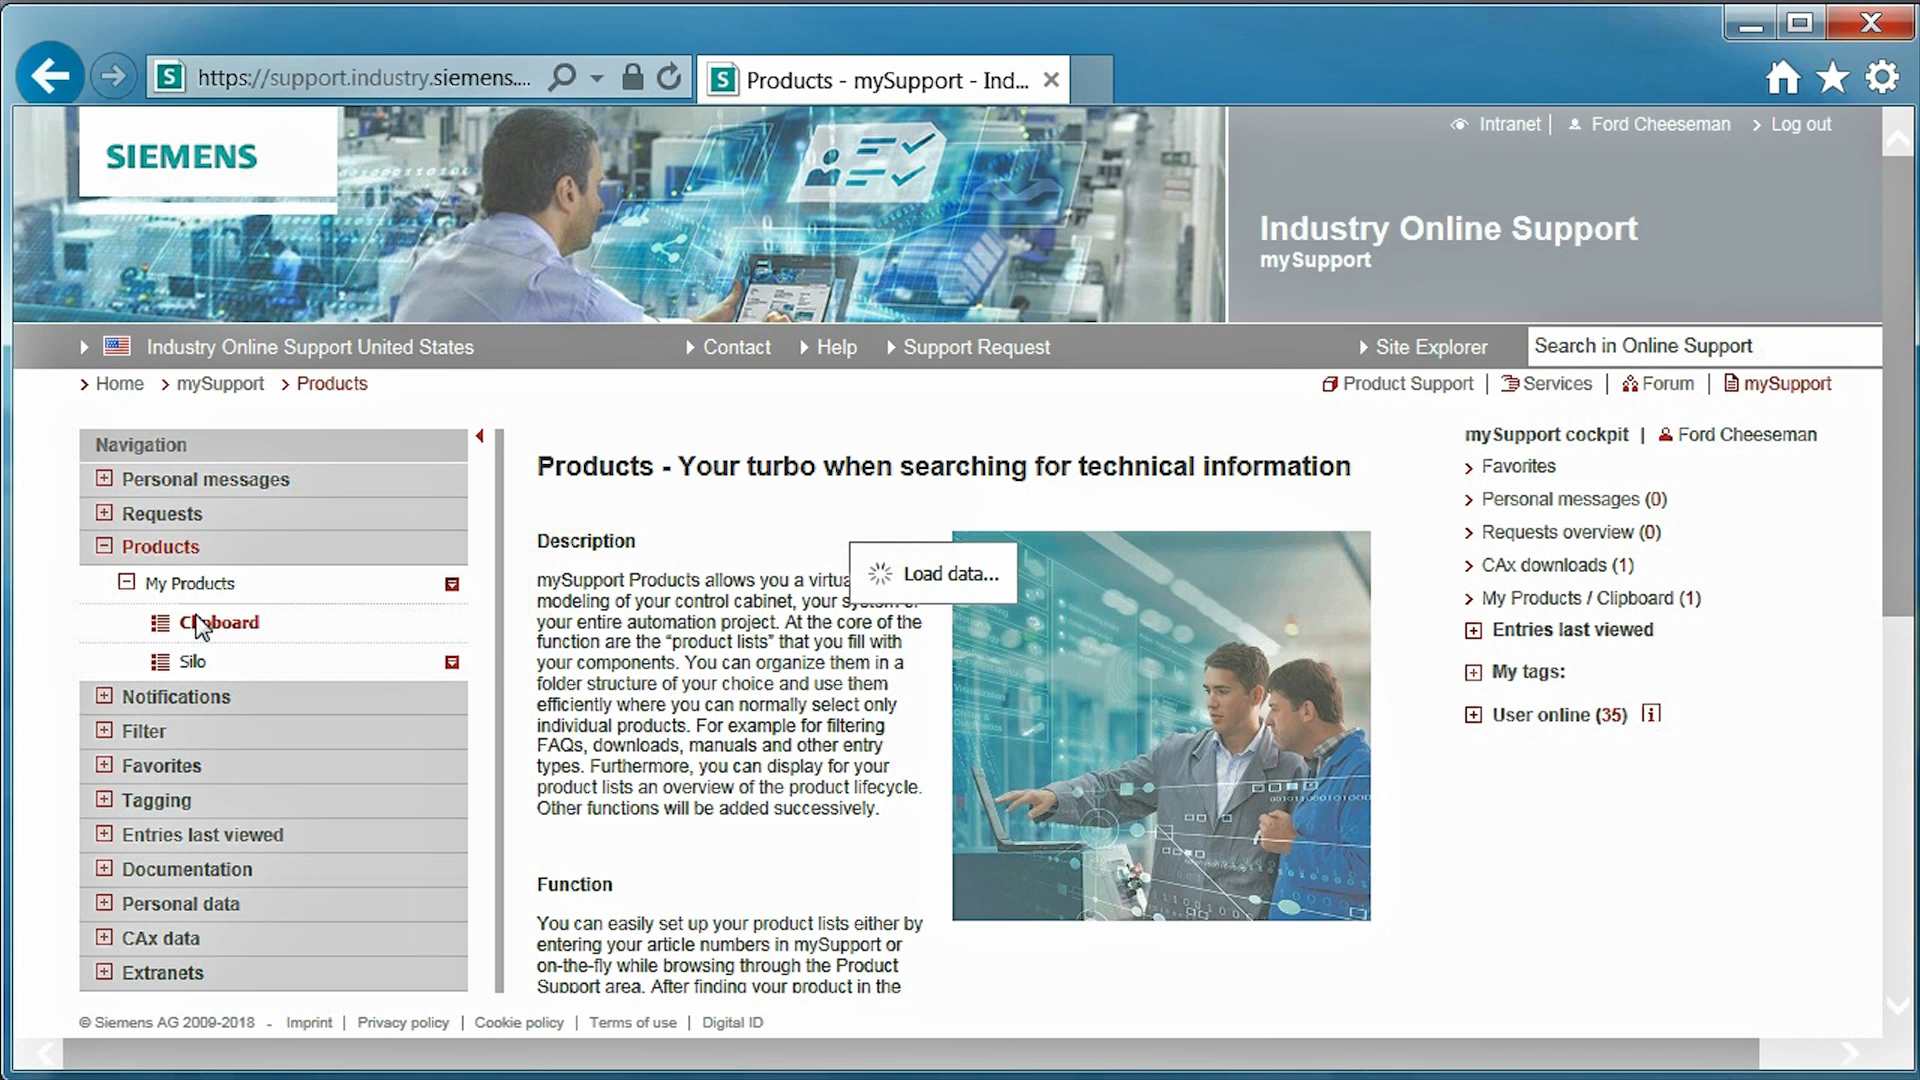 https://support.industry.siemens....
Products - mySupport - Ind...
SIEMENS
Intranet | Ford Cheeseman > Log out
Industry Online Support
mySupport
Industry Online Support United States
Contact
Help
Support Request
Site Explorer
Search in Online Support
> Home > mySupport > Products
Product Support | Services | Forum | mySupport
Navigation
Personal messages
Requests
Products
My Products
Clipboard
Silo
Notifications
Filter
Favorites
Tagging
Entries last viewed
Documentation
Personal data
CAx data
Extranets
Products - Your turbo when searching for technical information
Description
mySupport Products allows you a
modeling of your control cabinet, your
your entire automation project. At the core of the
function are the “product lists” that you fill with
your components. You can organize them in a
folder structure of your choice and use them
efficiently where you can normally select only
individual products. For example for filtering
FAQs, downloads, manuals and other entry
types. Furthermore, you can display for your
product lists an overview of the product lifecycle.
Other functions will be added successively.
Load data...
Function
You can easily set up your product lists either by
entering your article numbers in mySupport or
on-the-fly while browsing through the Product
Support area. After finding your product in the
mySupport cockpit | Ford Cheeseman
> Favorites
> Personal messages (0)
> Requests overview (0)
> CAx downloads (1)
> My Products / Clipboard (1)
Entries last viewed
My tags:
User online (35)
© Siemens AG 2009-2018 - Imprint | Privacy policy | Cookie policy | Terms of use | Digital ID